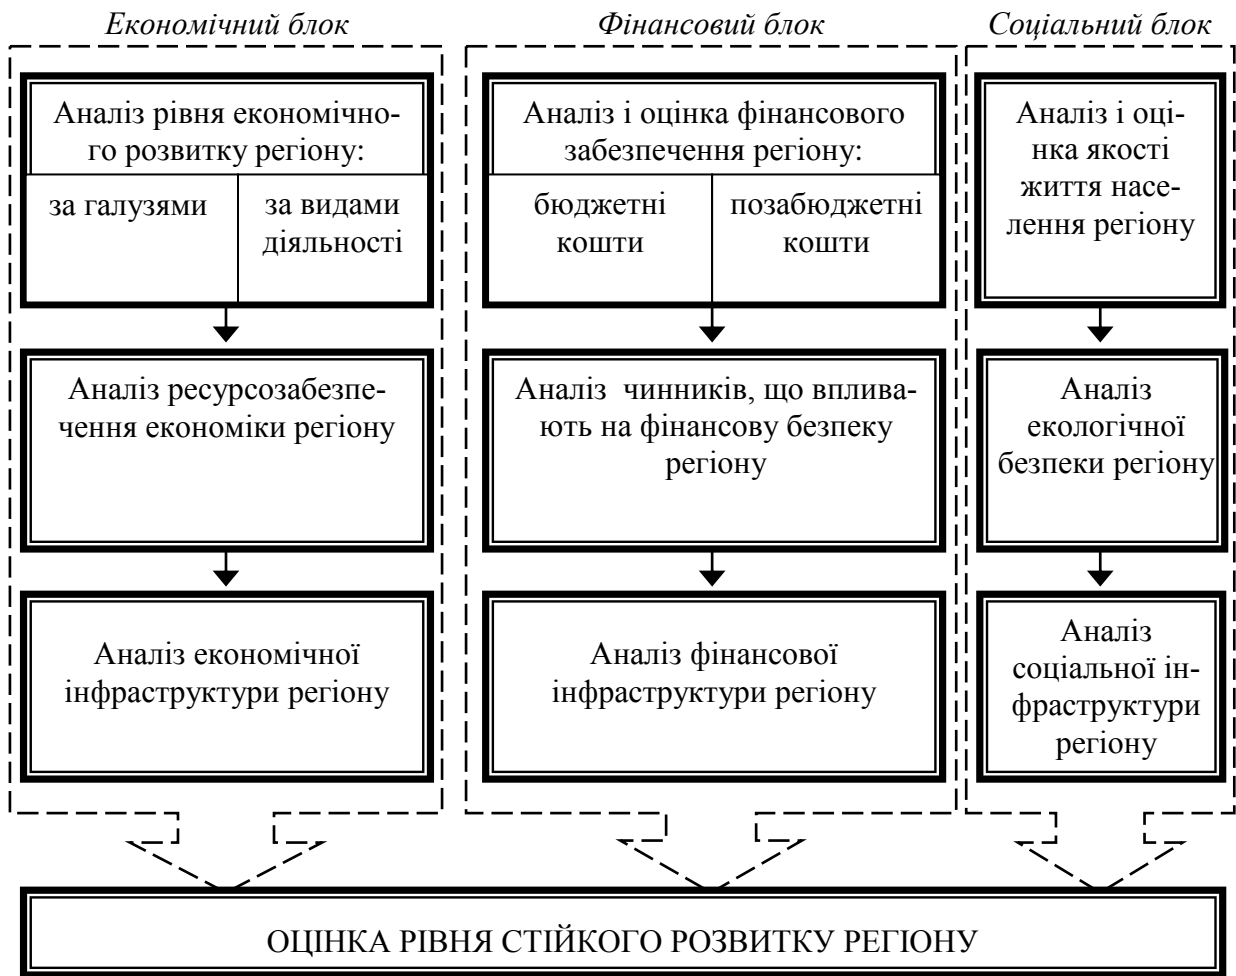 Економічний блок
Аналіз рівня економічно-
го розвитку регіону:
за галузями
за видами
діяльності
Аналіз ресурсозабезпе-
чення економіки регіону
Аналіз економічної
інфраструктури регіону
Фінансовий блок
Аналіз і оцінка фінансового
забезпечення регіону:
бюджетні
кошти
позабюджетні
кошти
Аналіз чинників, що вплива-
ють на фінансову безпеку
регіону
Аналіз фінансової
інфраструктури регіону
Соціальний блок
Аналіз і оці-
нка якості
життя насе-
лення регіону
Аналіз
екологічної
безпеки регіону
Аналіз
соціальної ін-
фраструктури
регіону
ОЦІНКА РІВНЯ СТІЙКОГО РОЗВИТКУ РЕГІОНУ